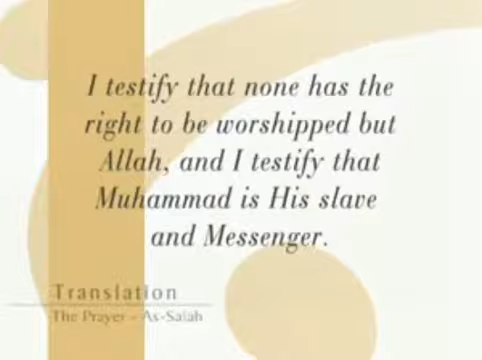 I testify that none has the
right to be worshipped but
Allah, and I testify that
Muhammad is His slave
and Messenger.
Translation
The Prayer - As-Salah